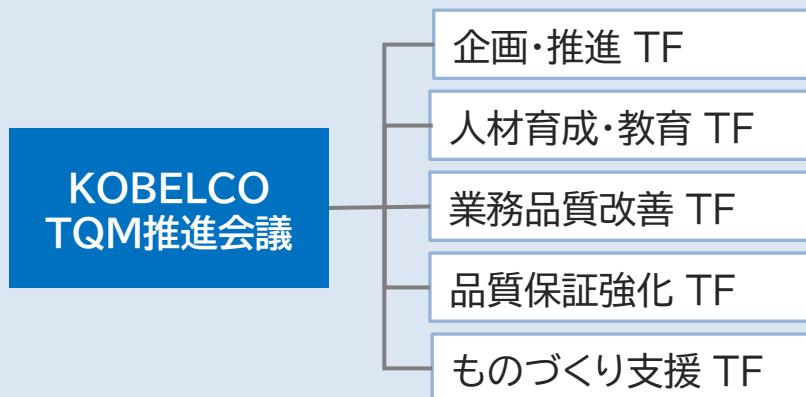 企画・推進 TF
人材育成・教育 TF
KOBELCO
TQM推進会議
業務品質改善 TF
品質保証強化 TF
ものづくり支援 TF